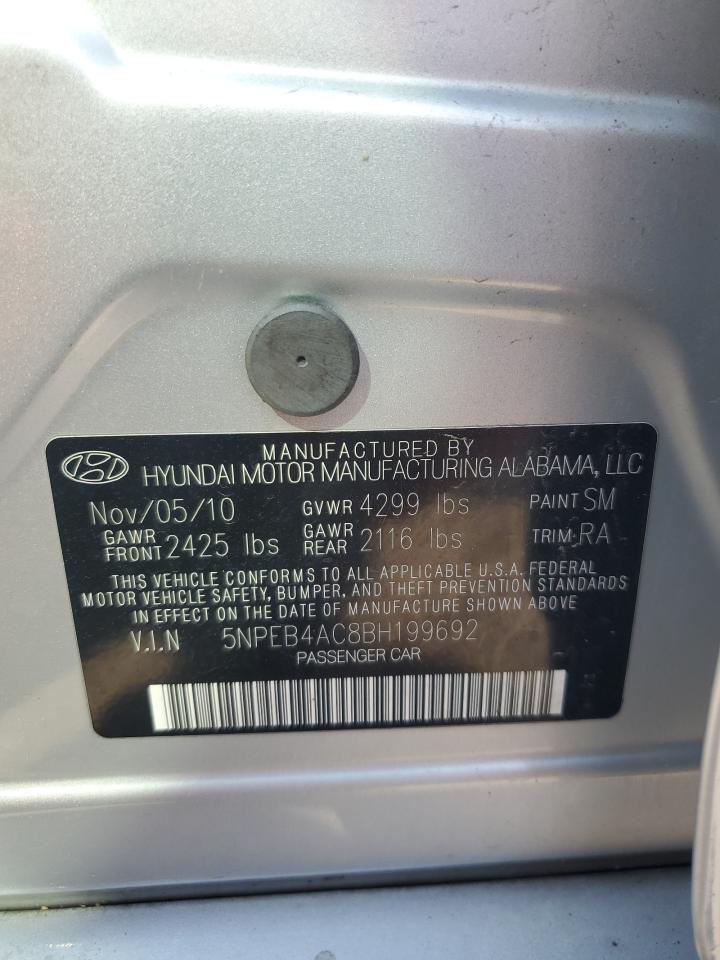 MANUFACTURED BY
HYUNDAI MOTOR MANUFACTURING ALABAMA, LLC
Nov/05/10 GVWR 4299 lbs PAINT SM
GAWR FRONT 2425 lbs GAWR REAR 2116 lbs TRIM:RA
THIS VEHICLE CONFORMS TO ALL APPLICABLE U.S.A. FEDERAL
MOTOR VEHICLE SAFETY, BUMPER, AND THEFT PREVENTION STANDARDS
IN EFFECT ON THE DATE OF MANUFACTURE SHOWN ABOVE
V.I.N 5NPEB4AC8BH199692
PASSENGER CAR